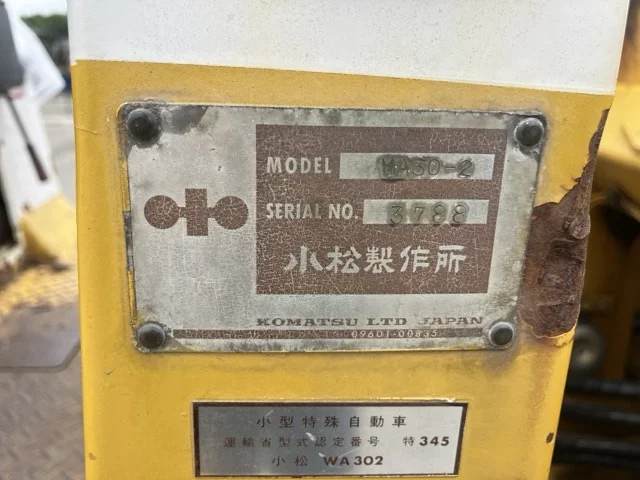 MODEL WA30-2
SERIAL NO. 3788
小松製作所
KOMATSU LTD JAPAN
09601-00835
小型特殊自動車
運輸省型式認定番号 特345
小松 WA302